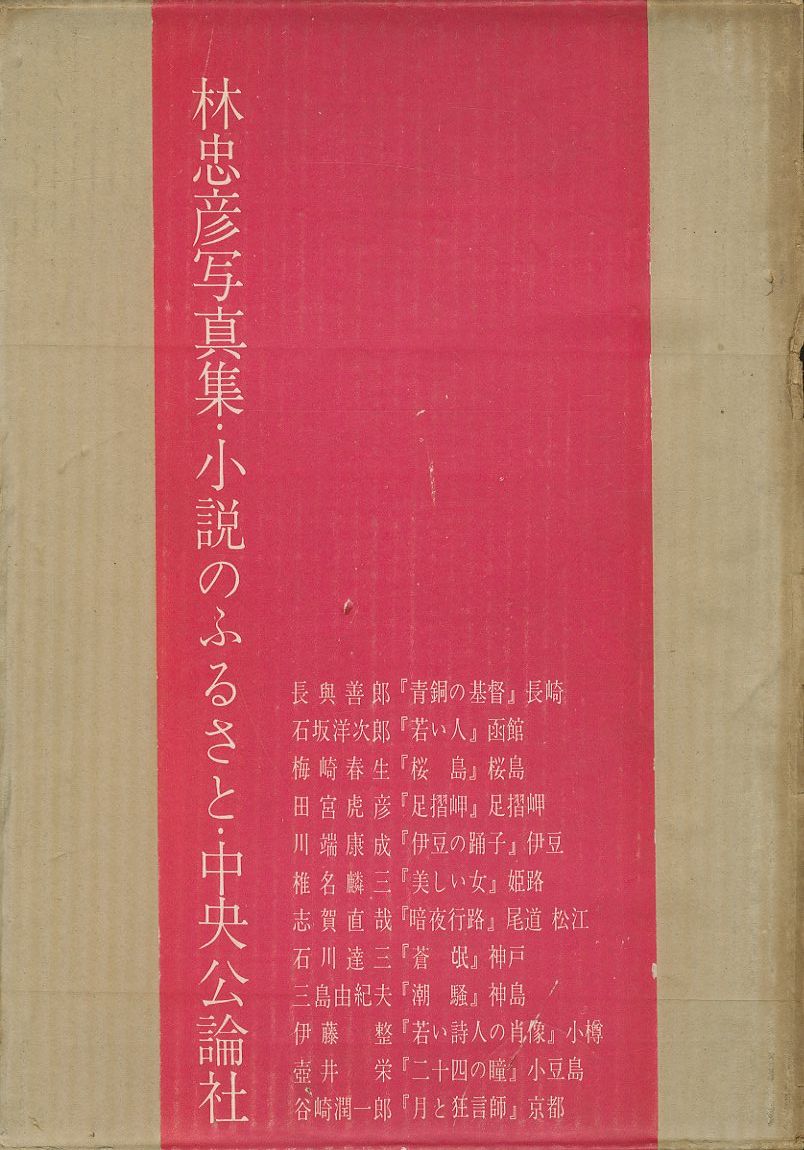 林忠彦写真集・小説のふるさと・中央公論社
長與善郎『青銅の基督』長崎
石坂洋次郎『若い人』函館
梅崎春生『桜　島』桜島
田宮虎彦『足摺岬』足摺岬
川端康成『伊豆の踊子』伊豆
椎名麟三『美しい女』姫路
志賀直哉『暗夜行路』尾道 松江
石川達三『蒼　氓』神戸
三島由紀夫『潮　騒』神島
伊藤　整『若い詩人の肖像』小樽
壺井　栄『二十四の瞳』小豆島
谷崎潤一郎『月と狂言師』京都